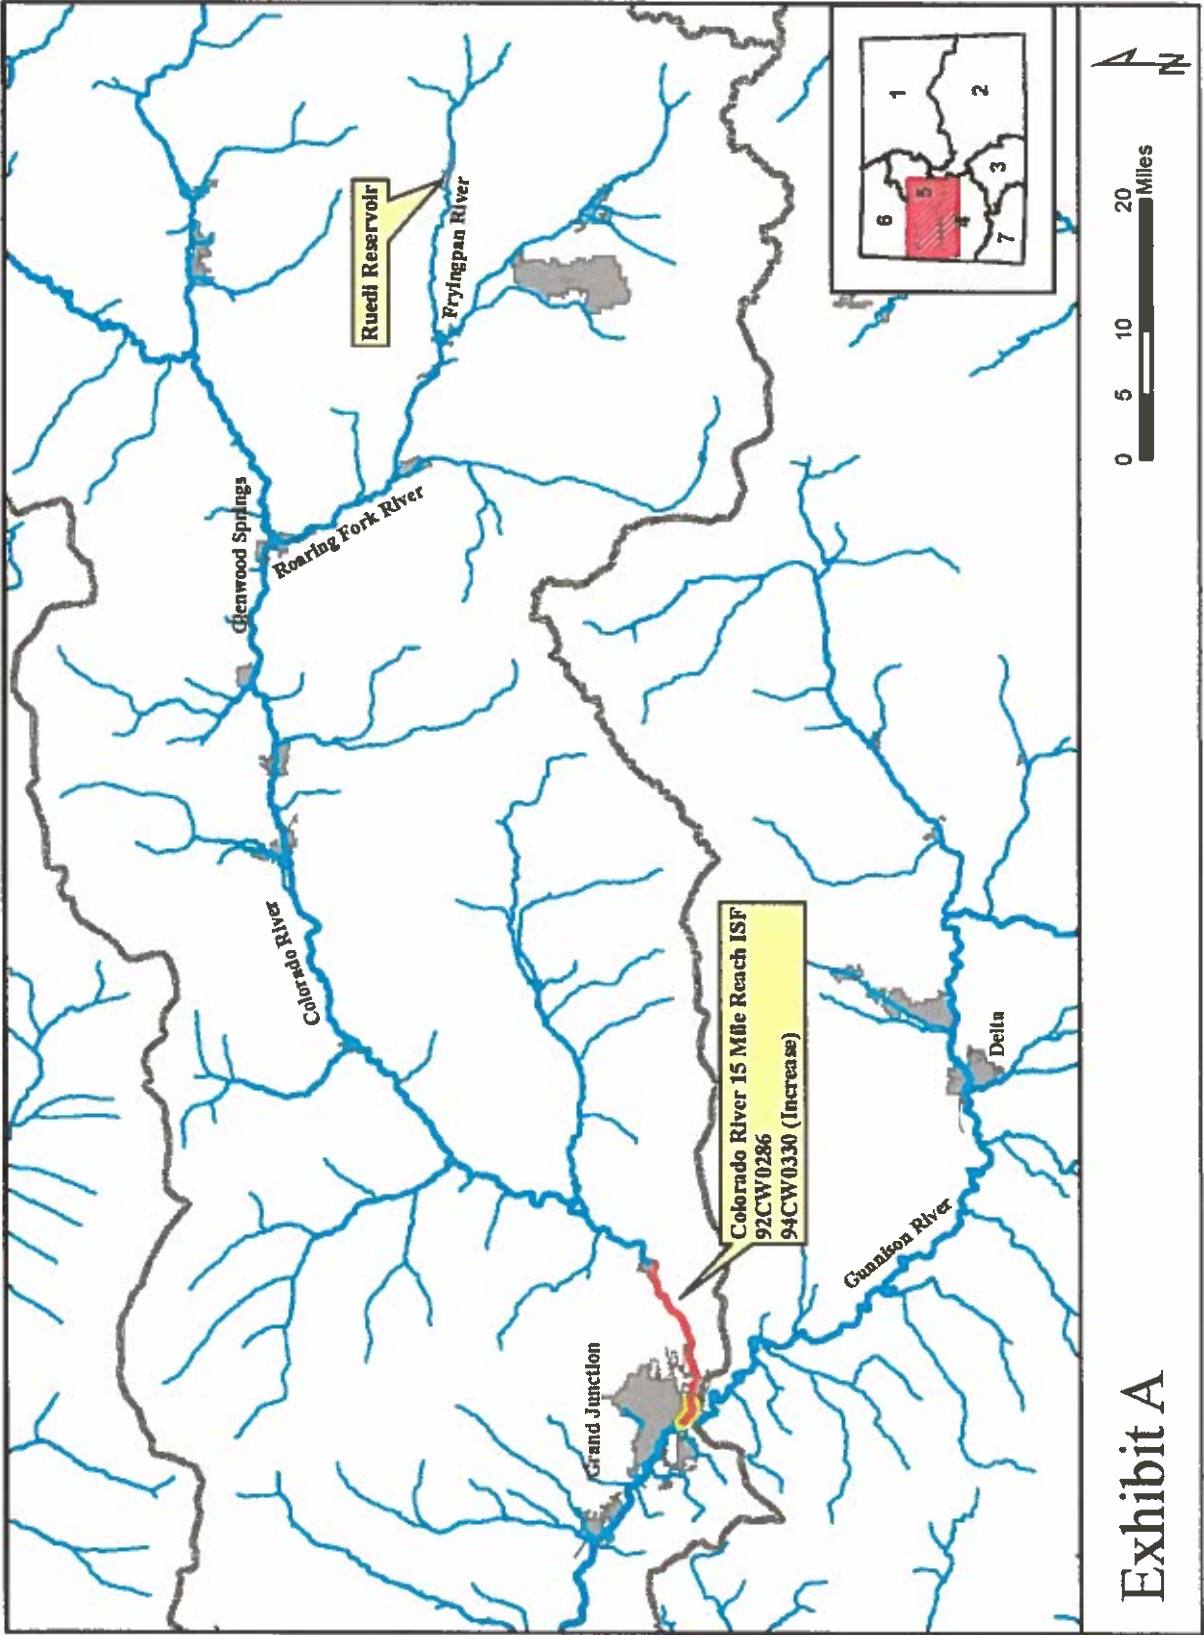 Glenwood Springs
Ruedi Reservoir
Fryingpan River
Roaring Fork River
Colorado River
Grand Junction
Colorado River 15 Mile Reach ISF
92CW0286
94CW0330 (Increase)
Gunnison River
Delta
1
2
3
4
5
6
7
Exhibit A
0 5 10 20
Miles
N